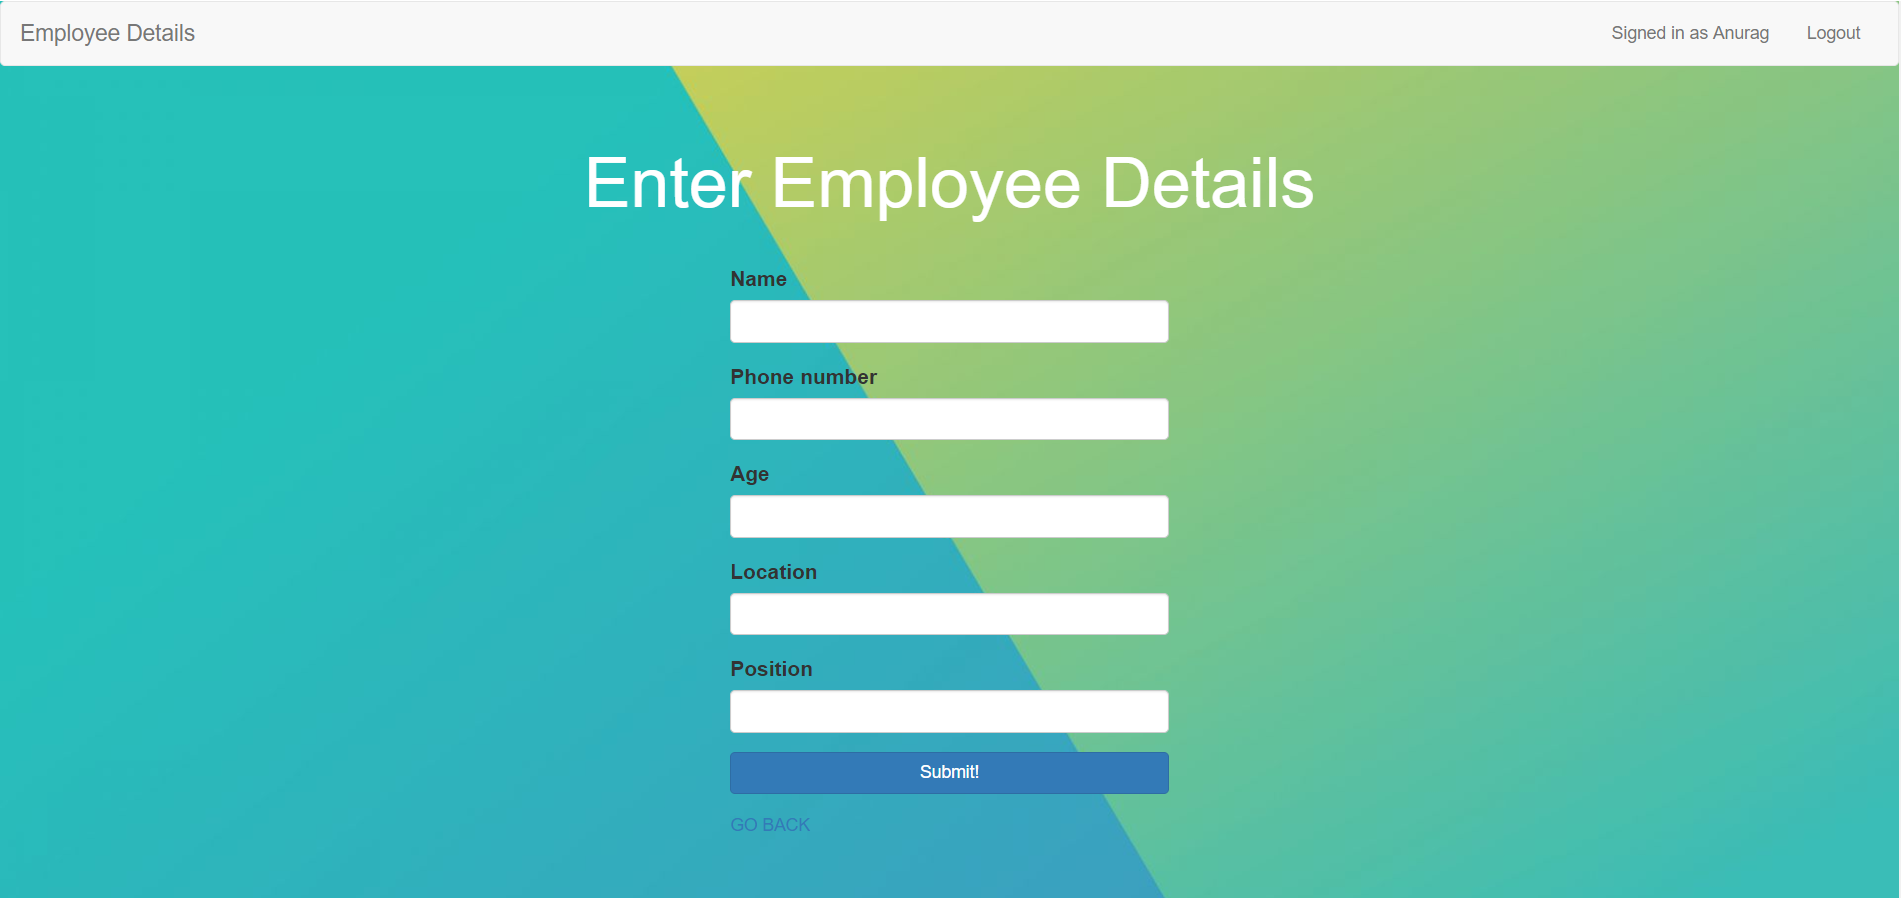 Employee Details
Signed in as Anurag Logout
Enter Employee Details
Name
Phone number
Age
Location
Position
Submit!
GO BACK